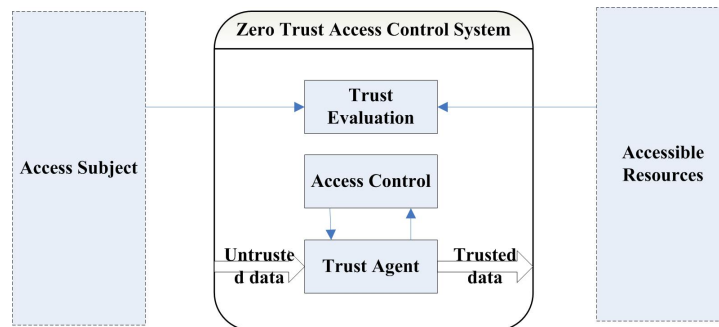 Zero Trust Access Control System
Trust
Evaluation
Access Subject
Accessible
Resources
Access Control
Untruste
d data
Trust Agent
Trusted
data